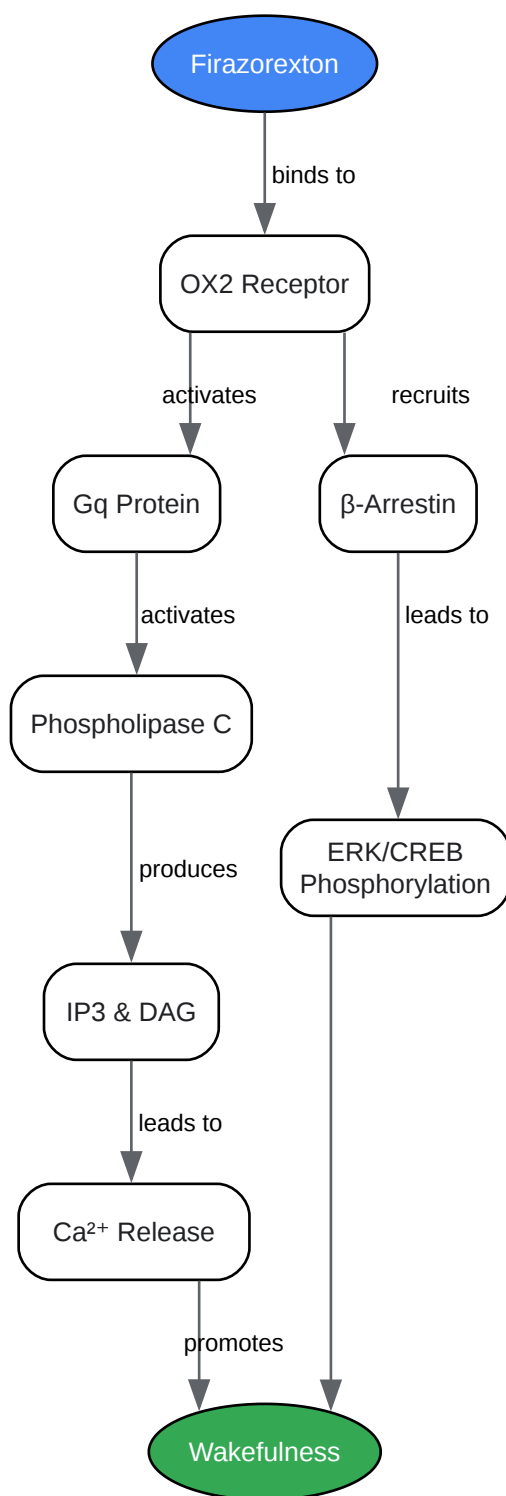 Firazorexton
binds to
OX2 Receptor
activates
recruits
Gq Protein
β-Arrestin
activates
leads to
Phospholipase C
produces
ERK/CREB
Phosphorylation
IP3 & DAG
leads to
Ca²⁺ Release
promotes
Wakefulness